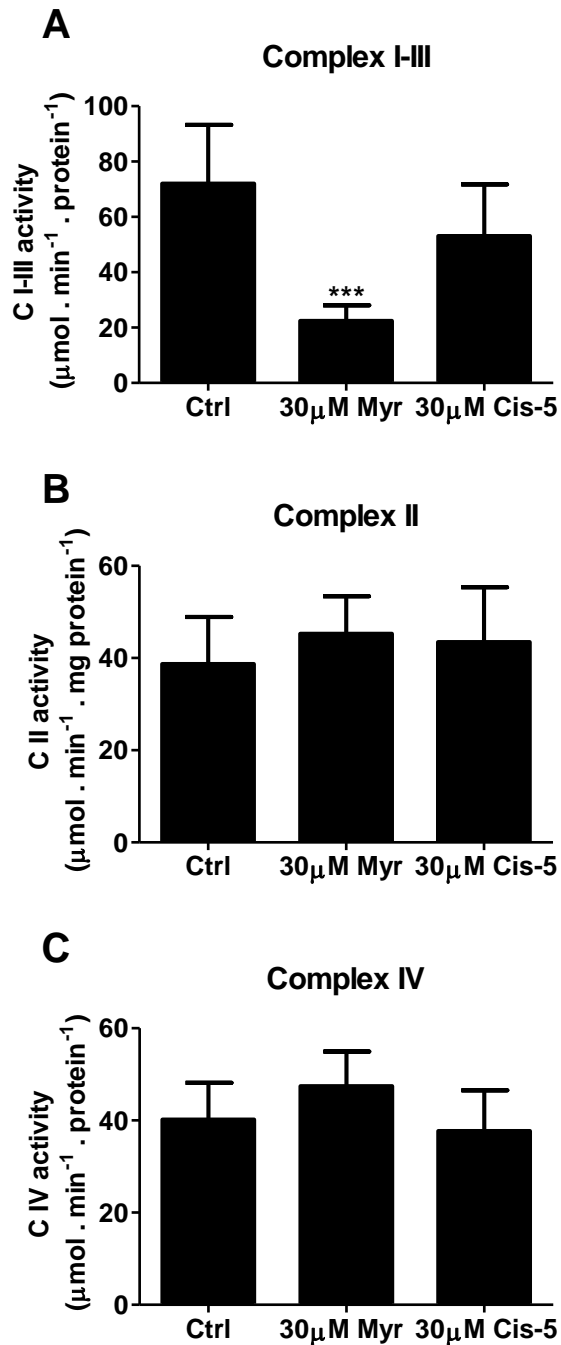 A
Complex I-III
C I-III activity
(µmol . min⁻¹ . protein⁻¹)
100
80
60
40
20
0
***
Ctrl 30µM Myr 30µM Cis-5
B
Complex II
C II activity
(µmol . min⁻¹ . mg protein⁻¹)
60
40
20
0
Ctrl 30µM Myr 30µM Cis-5
C
Complex IV
C IV activity
(µmol . min⁻¹ . protein⁻¹)
60
40
20
0
Ctrl 30µM Myr 30µM Cis-5